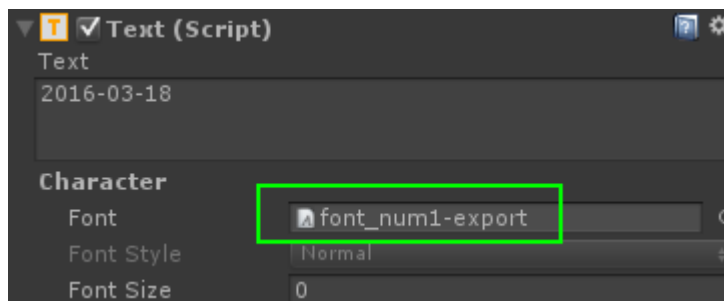 Text (Script)
Text
2016-03-18
Character
Font font_num1-export
Font Style Normal
Font Size 0